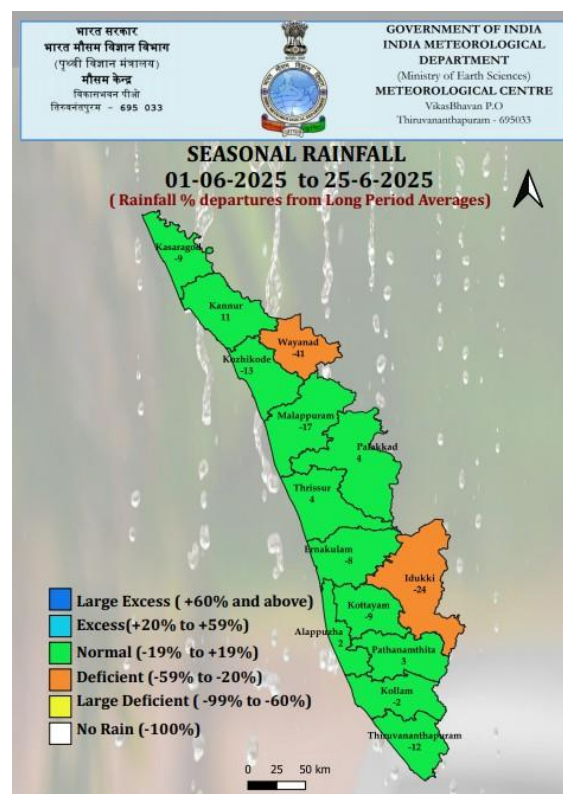 भारत सरकार
भारत मौसम विज्ञान विभाग
(पृथ्वी विज्ञान मंत्रालय)
मौसम केन्द्र
विकासभवन पीओ
तिरुवनंतपुरम - 695 033
GOVERNMENT OF INDIA
INDIA METEOROLOGICAL
DEPARTMENT
(Ministry of Earth Sciences)
METEOROLOGICAL CENTRE
VikasBhavan P.O
Thiruvananthapuram - 695033
SEASONAL RAINFALL
01-06-2025 to 25-6-2025
( Rainfall % departures from Long Period Averages)
Kasaragod
-9
Kannur
11
Wayanad
-41
Kozhikode
-13
Malappuram
-17
Palakkad
4
Thrissur
4
Ernakulam
-8
Idukki
-24
Kottayam
-9
Alappuzha
2
Pathanamthita
3
Kollam
-2
Thiruvananthapuram
-12
Large Excess ( +60% and above)
Excess(+20% to +59%)
Normal (-19% to +19%)
Deficient (-59% to -20%)
Large Deficient ( -99% to -60%)
No Rain (-100%)
0 25 50 km